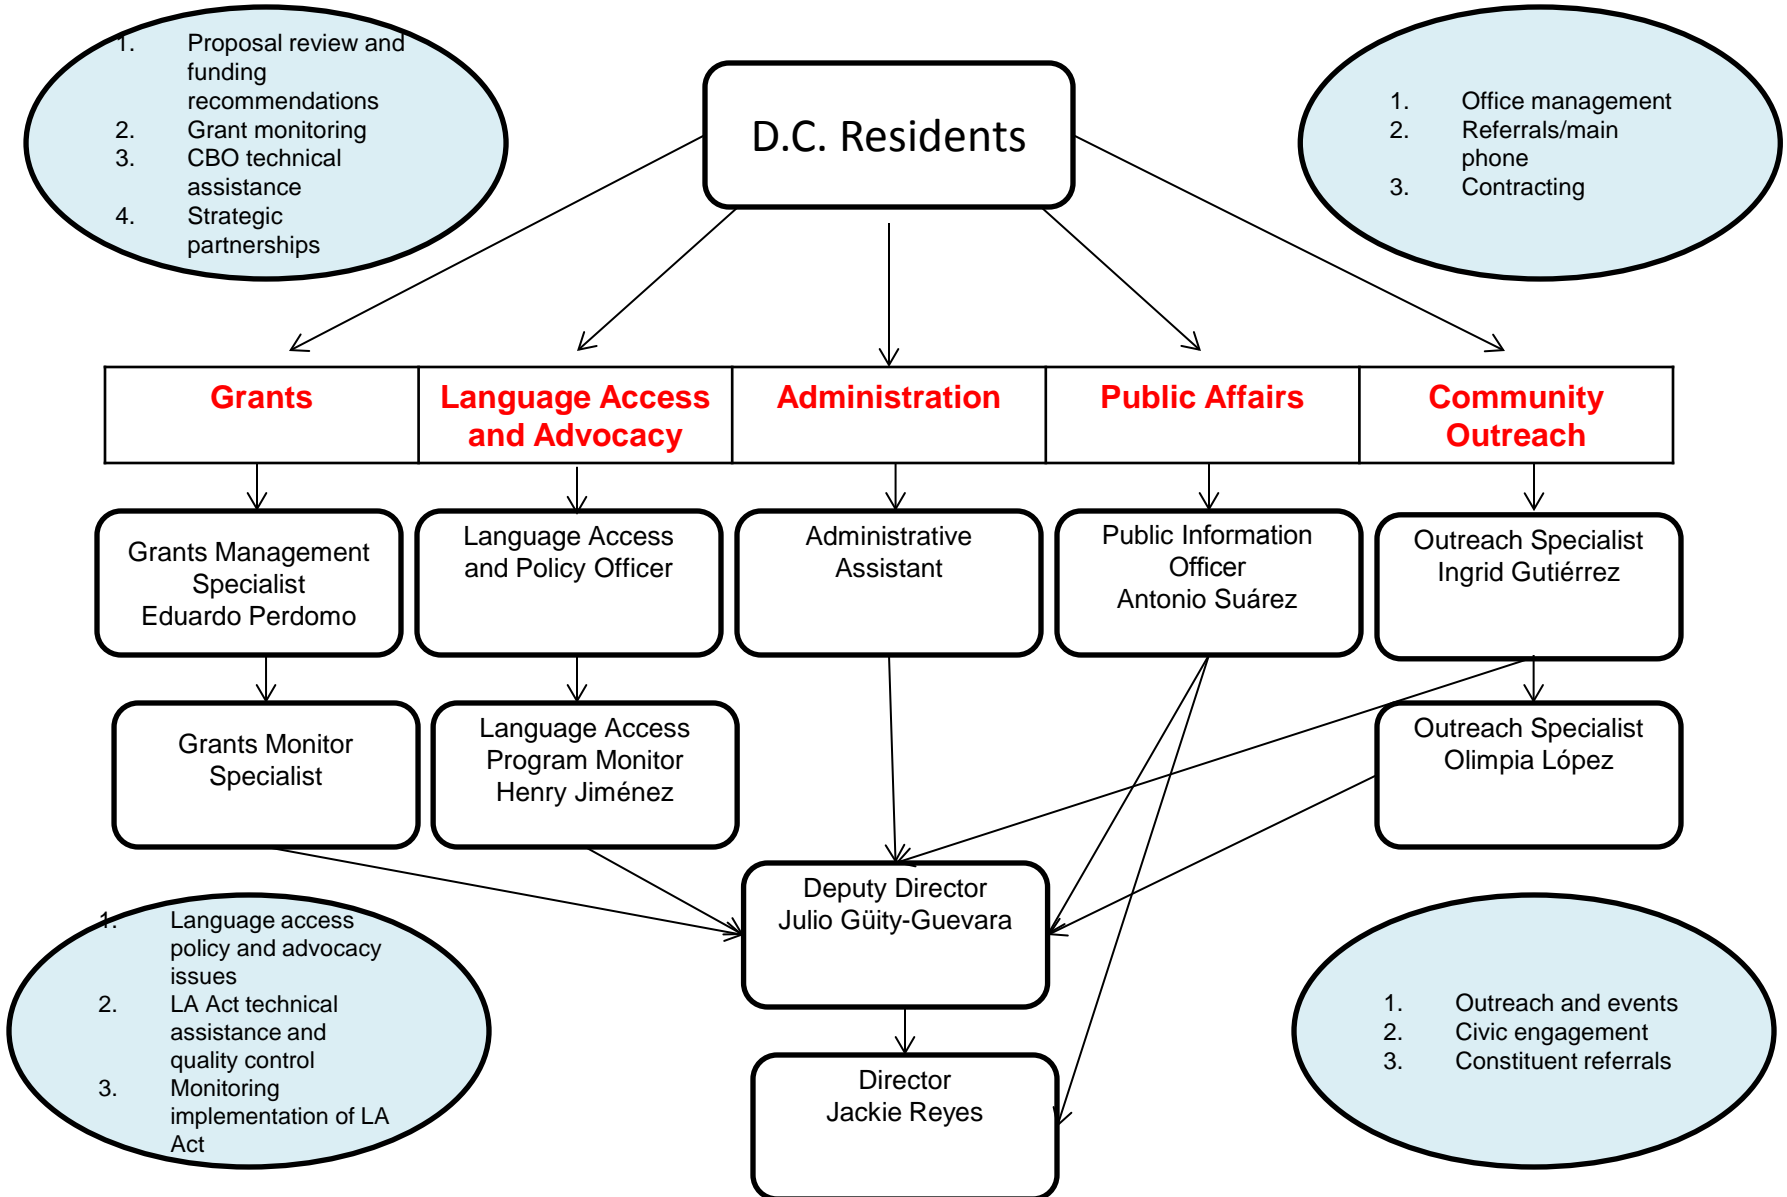 1. Proposal review and
funding
recommendations
2. Grant monitoring
3. CBO technical
assistance
4. Strategic
partnerships
D.C. Residents
1. Office management
2. Referrals/main
phone
3. Contracting
Grants
Language Access
and Advocacy
Administration
Public Affairs
Community
Outreach
Grants Management
Specialist
Eduardo Perdomo
Language Access
and Policy Officer
Administrative
Assistant
Public Information
Officer
Antonio Suárez
Outreach Specialist
Ingrid Gutiérrez
Grants Monitor
Specialist
Language Access
Program Monitor
Henry Jiménez
Outreach Specialist
Olimpia López
Deputy Director
Julio Güity-Guevara
Director
Jackie Reyes
1. Language access
policy and advocacy
issues
2. LA Act technical
assistance and
quality control
3. Monitoring
implementation of LA
Act
1. Outreach and events
2. Civic engagement
3. Constituent referrals